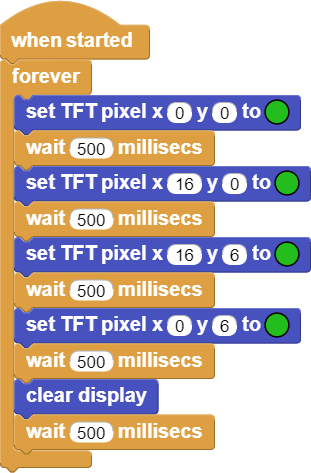 when started
forever
set TFT pixel x 0 y 0 to
wait 500 millisecs
set TFT pixel x 16 y 0 to
wait 500 millisecs
set TFT pixel x 16 y 6 to
wait 500 millisecs
set TFT pixel x 0 y 6 to
wait 500 millisecs
clear display
wait 500 millisecs